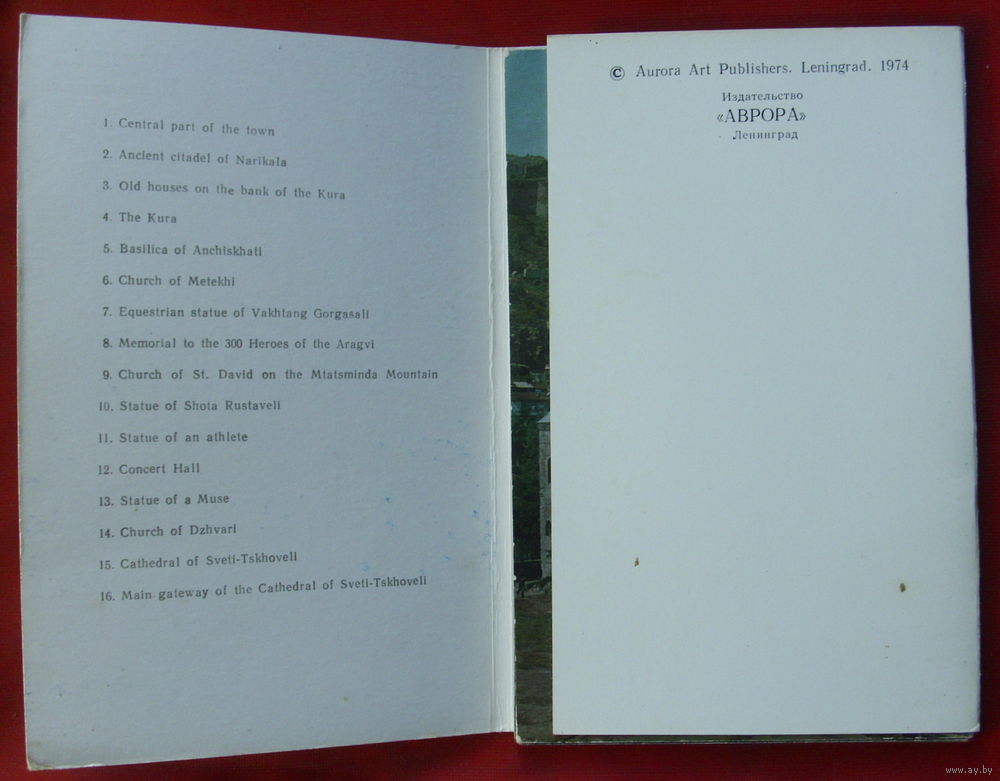 1. Central part of the town
2. Ancient citadel of Narikala
3. Old houses on the bank of the Kura
4. The Kura
5. Basilica of Anchiskhati
6. Church of Metekhi
7. Equestrian statue of Vakhtang Gorgasali
8. Memorial to the 300 Heroes of the Aragvi
9. Church of St. David on the Mtatsminda Mountain
10. Statue of Shota Rustaveli
11. Statue of an athlete
12. Concert Hall
13. Statue of a Muse
14. Church of Dzhvari
15. Cathedral of Sveti-Tskhoveli
16. Main gateway of the Cathedral of Sveti-Tskhoveli
© Aurora Art Publishers. Leningrad. 1974
Издательство
«АВРОРА»
Ленинград
www.ay.by